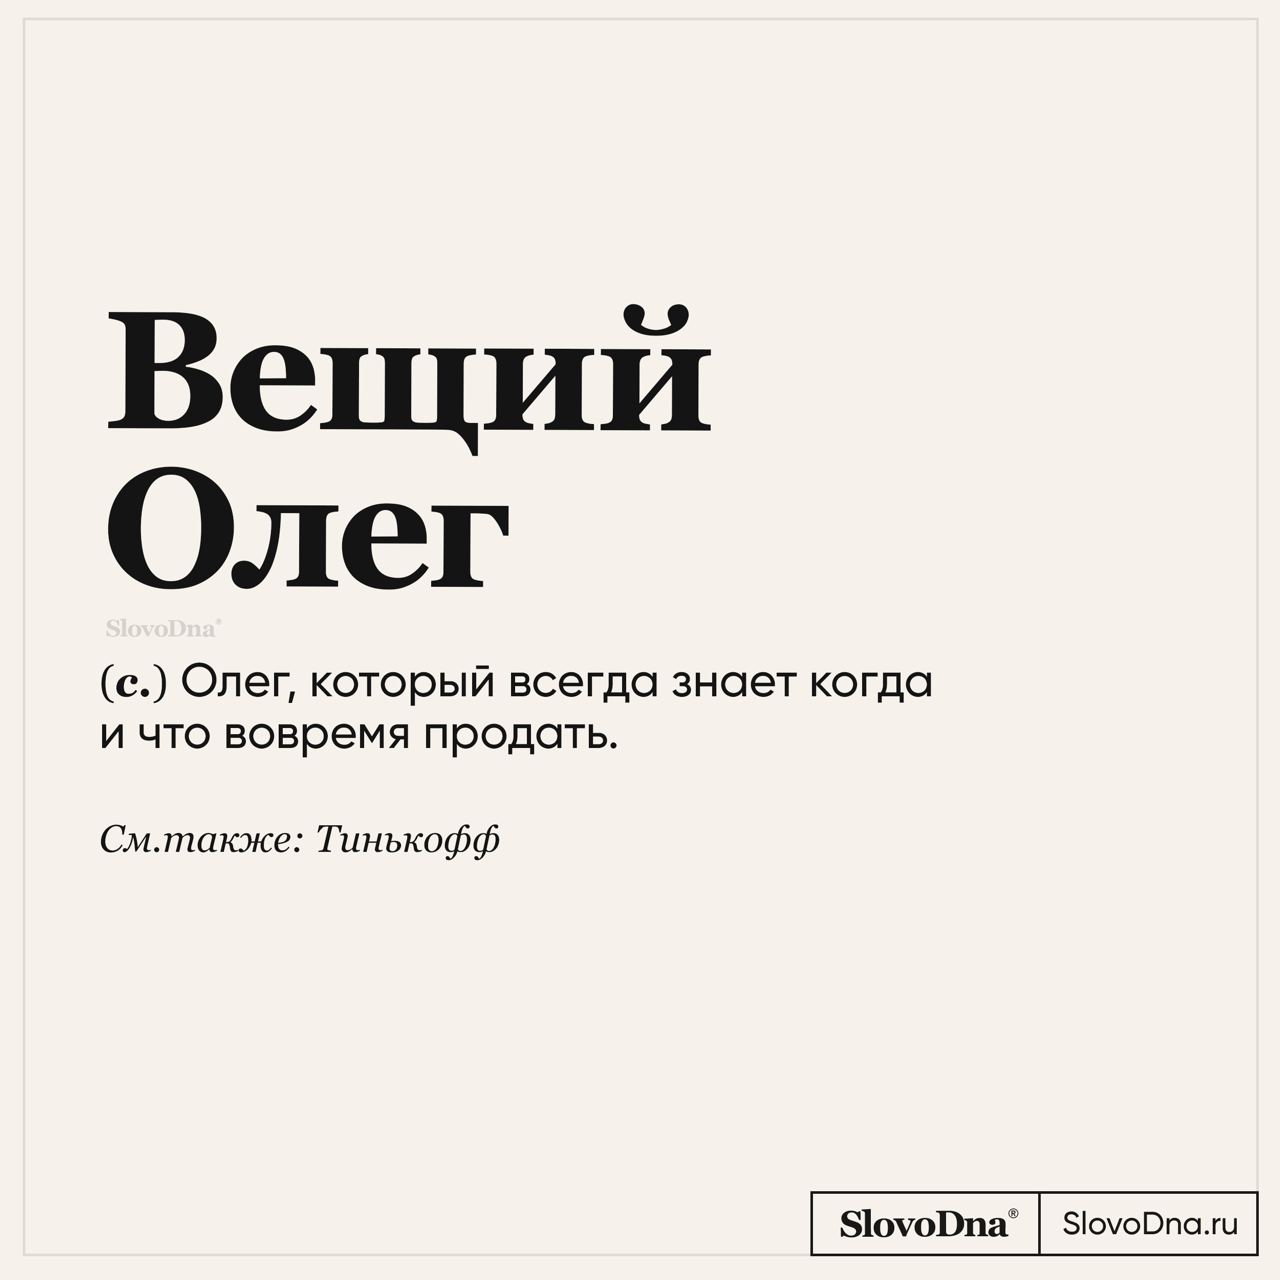 Вещий
Олег
SlovoDna®
(с.) Олег, который всегда знает когда
и что вовремя продать.
См.также: Тинькофф
SlovoDna® SlovoDna.ru